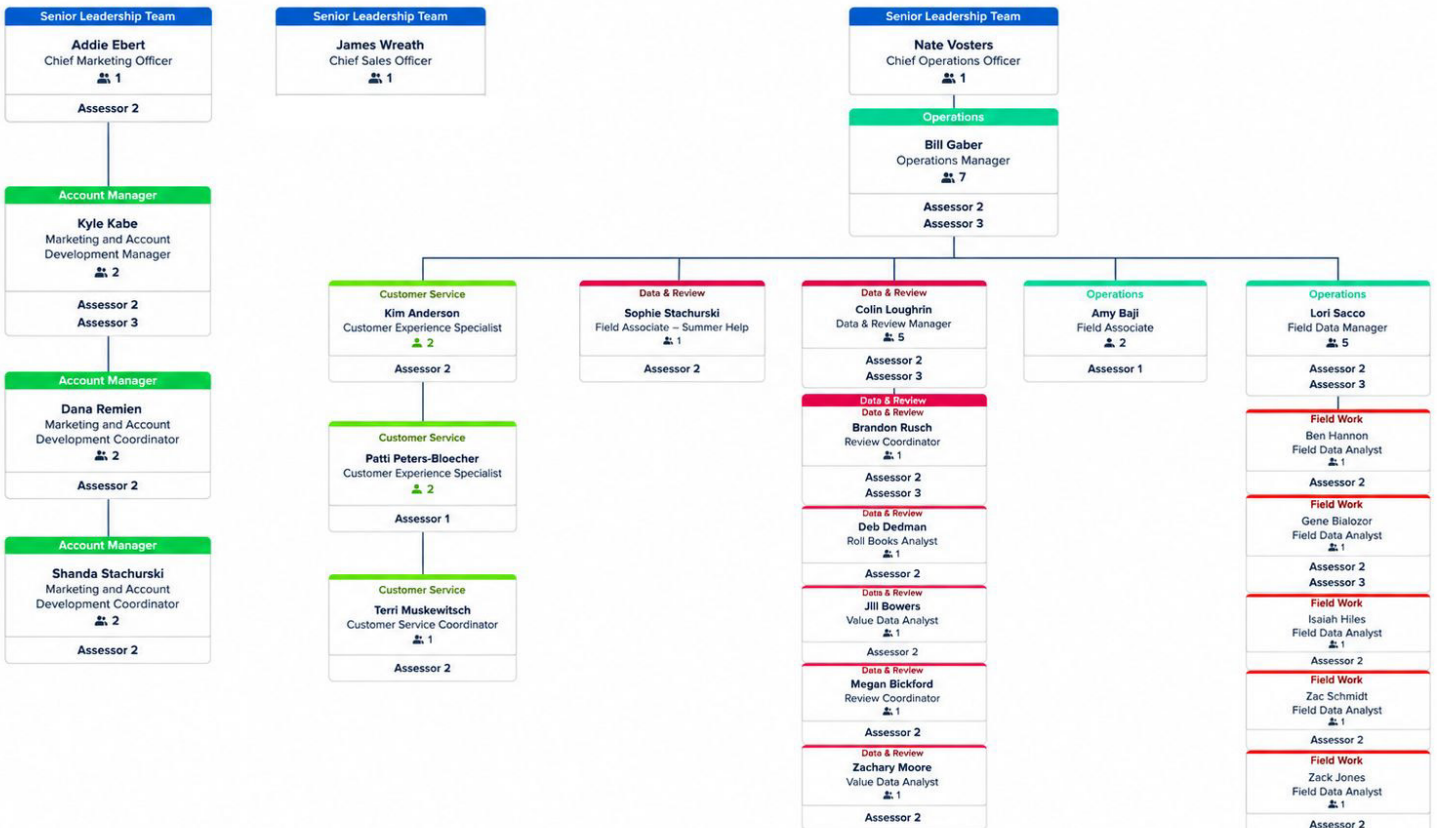 Senior Leadership Team
Addie Ebert
Chief Marketing Officer
1
Assessor 2
Account Manager
Kyle Kabe
Marketing and Account
Development Manager
2
Assessor 2
Assessor 3
Account Manager
Dana Remien
Marketing and Account
Development Coordinator
2
Assessor 2
Account Manager
Shanda Stachurski
Marketing and Account
Development Coordinator
2
Assessor 2
Senior Leadership Team
James Wreath
Chief Sales Officer
1
Senior Leadership Team
Nate Vosters
Chief Operations Officer
1
Operations
Bill Gaber
Operations Manager
7
Assessor 2
Assessor 3
Customer Service
Kim Anderson
Customer Experience Specialist
2
Assessor 2
Customer Service
Patti Peters-Bloecher
Customer Experience Specialist
2
Assessor 1
Customer Service
Terri Muskewitsch
Customer Service Coordinator
1
Assessor 2
Data & Review
Sophie Stachurski
Field Associate – Summer Help
1
Assessor 2
Data & Review
Colin Loughrin
Data & Review Manager
5
Assessor 2
Assessor 3
Data & Review
Data & Review
Brandon Rusch
Review Coordinator
1
Assessor 2
Assessor 3
Data & Review
Deb Dedman
Roll Books Analyst
1
Assessor 2
Data & Review
Jill Bowers
Value Data Analyst
1
Assessor 2
Data & Review
Megan Bickford
Review Coordinator
1
Assessor 2
Data & Review
Zachary Moore
Value Data Analyst
1
Assessor 2
Operations
Amy Baji
Field Associate
2
Assessor 1
Operations
Lori Sacco
Field Data Manager
5
Assessor 2
Assessor 3
Field Work
Ben Hannon
Field Data Analyst
1
Assessor 2
Field Work
Gene Bialozor
Field Data Analyst
1
Assessor 2
Assessor 3
Field Work
Isaiah Hiles
Field Data Analyst
1
Assessor 2
Field Work
Zac Schmidt
Field Data Analyst
1
Assessor 2
Field Work
Zack Jones
Field Data Analyst
1
Assessor 2